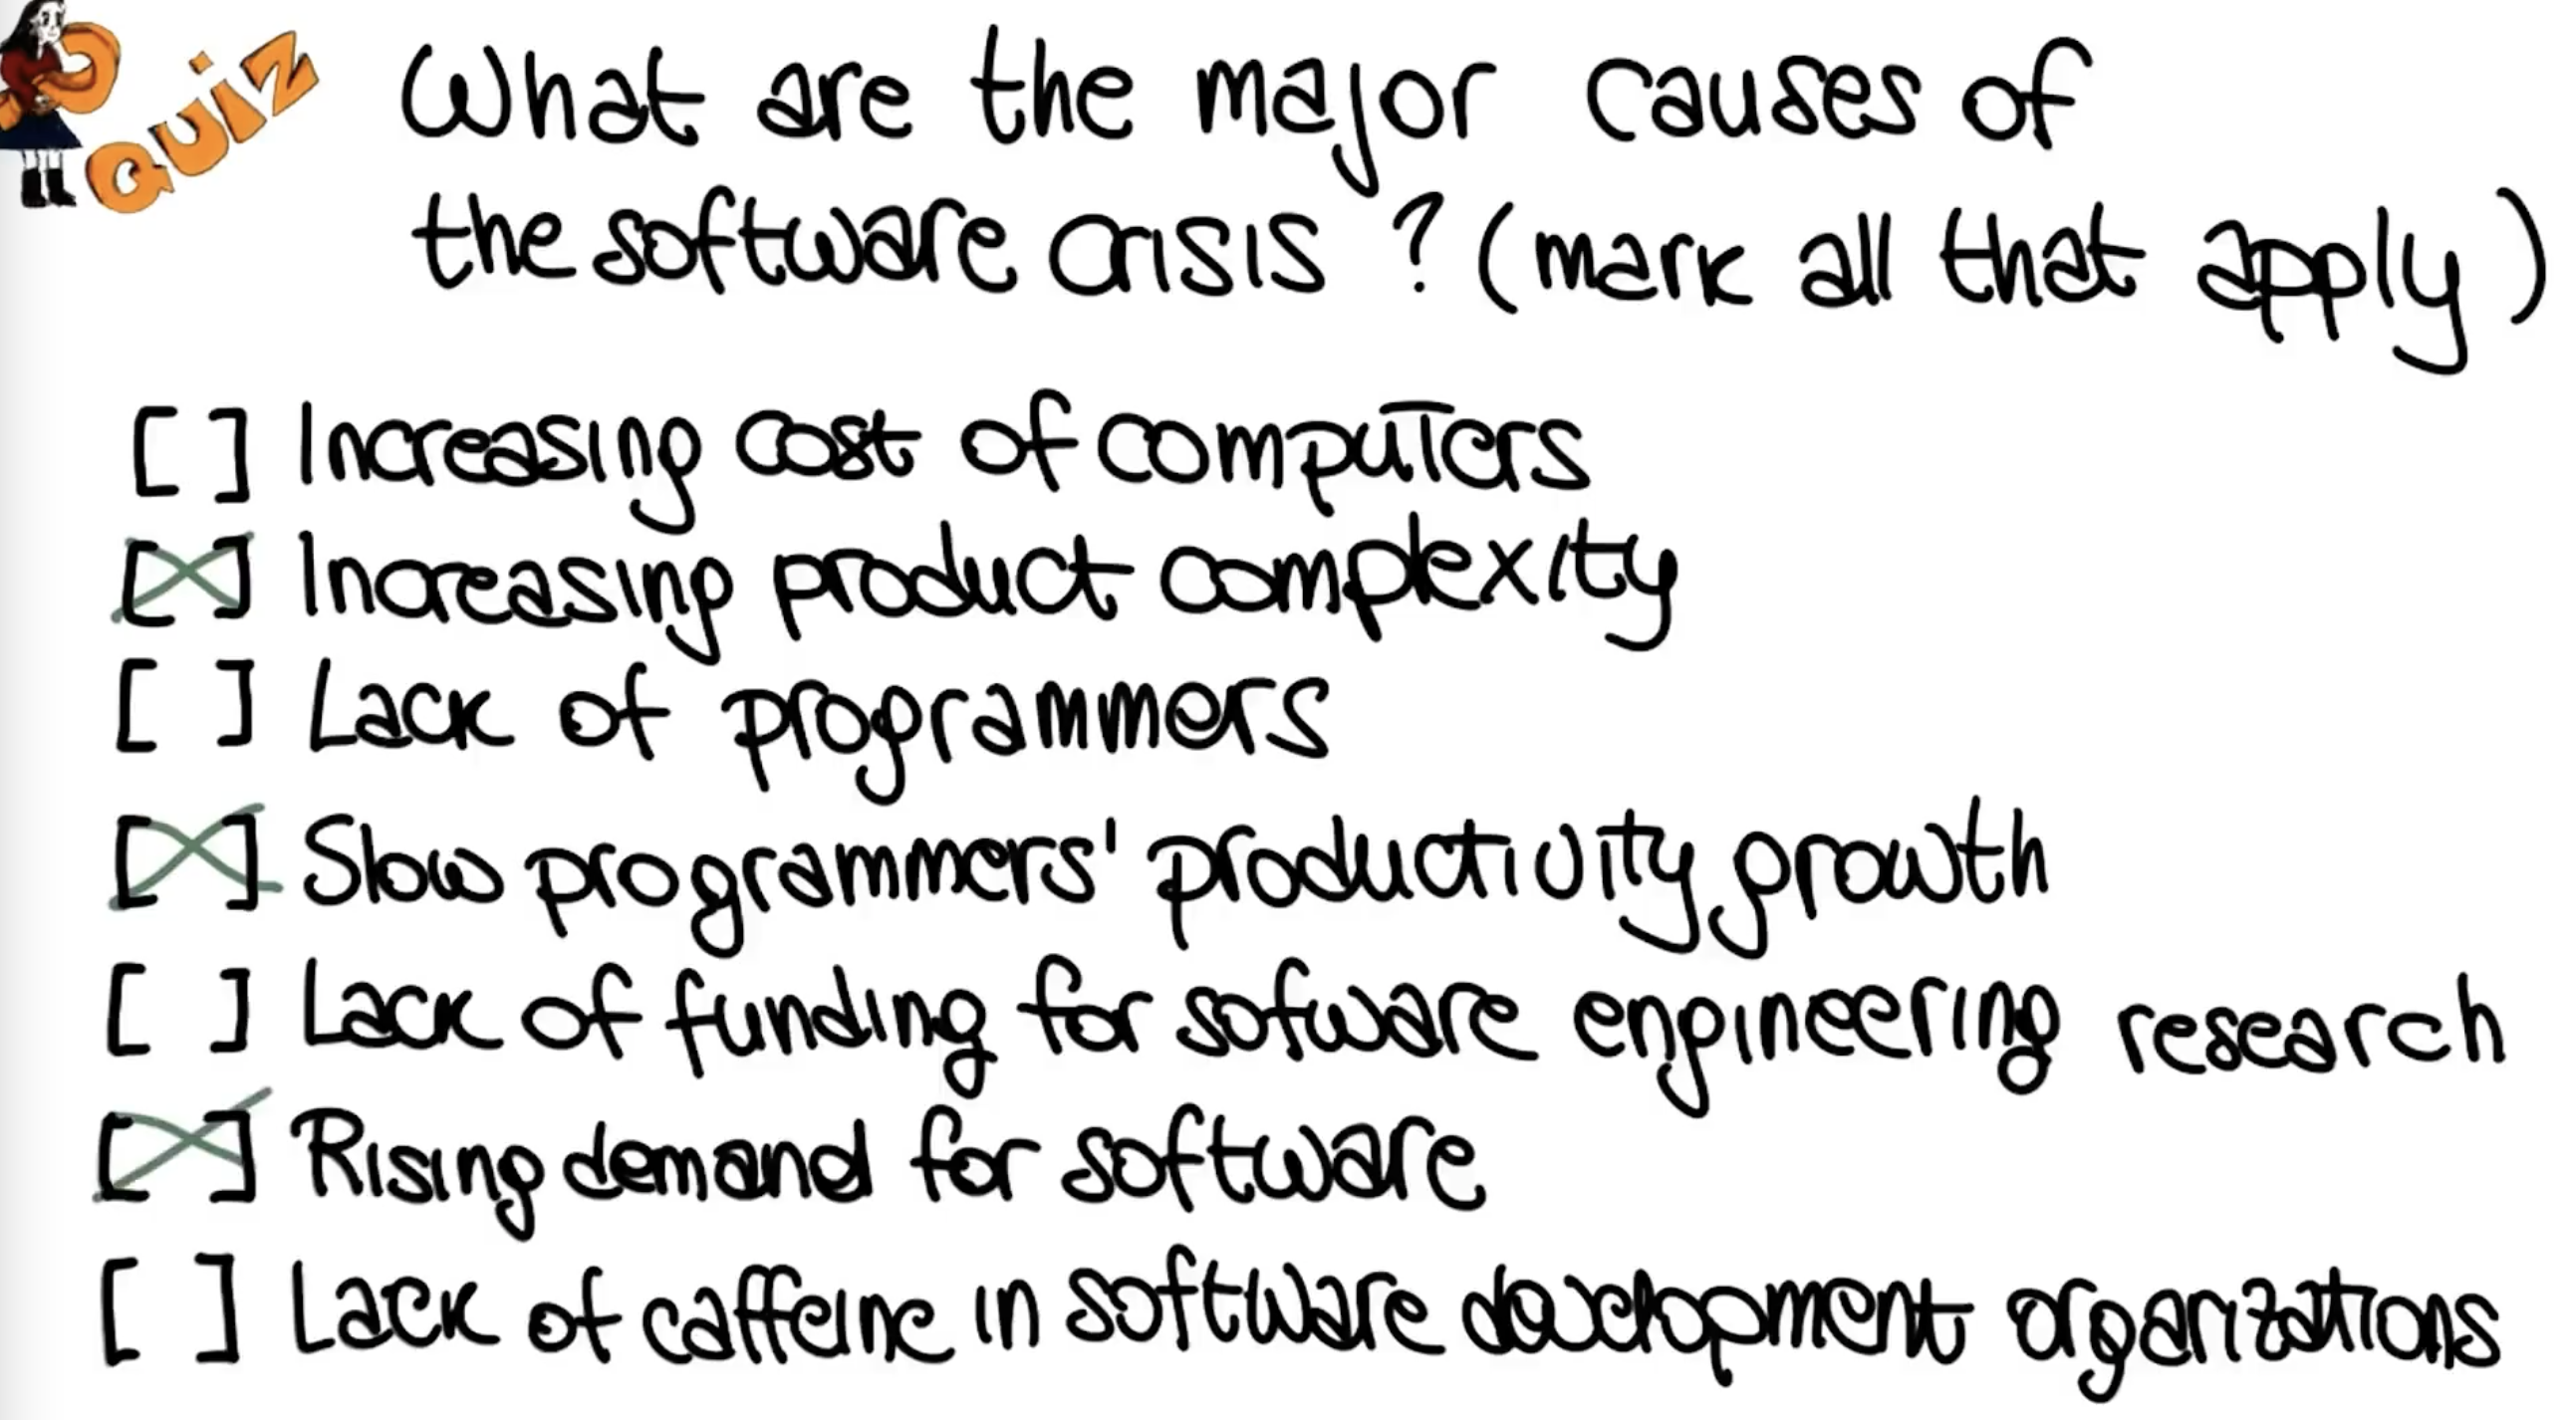 QUIZ
What are the major causes of
the software crisis ? (mark all that apply)
[ ] Increasing cost of computers
[X] Increasing product complexity
[ ] Lack of programmers
[X] Slow programmers' productivity growth
[ ] Lack of funding for sofware engineering research
[X] Rising demand for software
[ ] Lack of caffeine in software development organizations